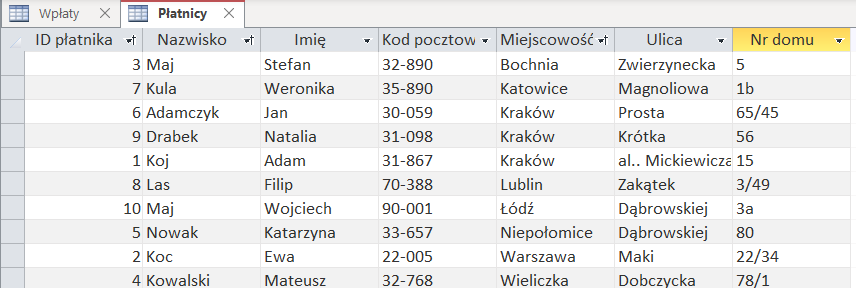 Wpłaty Płatnicy
ID płatnika Nazwisko Imię Kod pocztow Miejscowość Ulica Nr domu
3 Maj Stefan 32-890 Bochnia Zwierzynecka 5
7 Kula Weronika 35-890 Katowice Magnoliowa 1b
6 Adamczyk Jan 30-059 Kraków Prosta 65/45
9 Drabek Natalia 31-098 Kraków Krótka 56
1 Koj Adam 31-867 Kraków al.. Mickiewicza 15
8 Las Filip 70-388 Lublin Zakątek 3/49
10 Maj Wojciech 90-001 Łódź Dąbrowskiej 3a
5 Nowak Katarzyna 33-657 Niepołomice Dąbrowskiej 80
2 Koc Ewa 22-005 Warszawa Maki 22/34
4 Kowalski Mateusz 32-768 Wieliczka Dobczycka 78/1